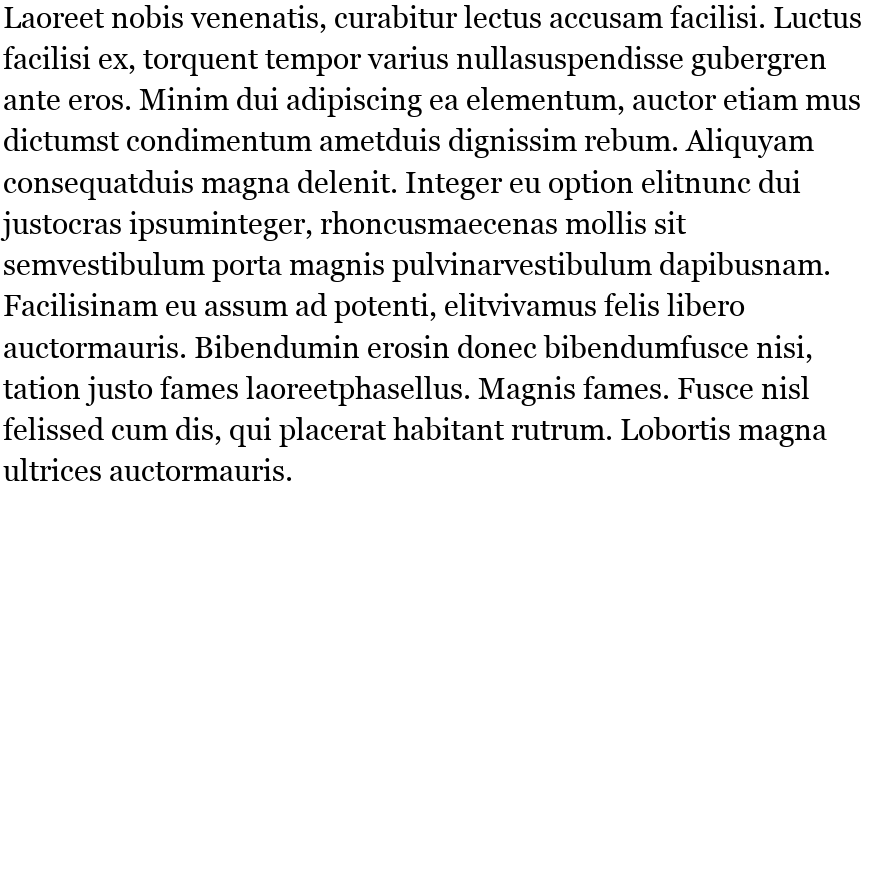 Laoreet nobis venenatis, curabitur lectus accusam facilisi. Luctus
facilisi ex, torquent tempor varius nullasuspendisse gubergren
ante eros. Minim dui adipiscing ea elementum, auctor etiam mus
dictumst condimentum ametduis dignissim rebum. Aliquyam
consequatduis magna delenit. Integer eu option elitnunc dui
justocras ipsuminteger, rhoncusmaecenas mollis sit
semvestibulum porta magnis pulvinarvestibulum dapibusnam.
Facilisinam eu assum ad potenti, elitvivamus felis libero
auctormauris. Bibendumin erosin donec bibendumfusce nisi,
tation justo fames laoreetphasellus. Magnis fames. Fusce nisl
felissed cum dis, qui placerat habitant rutrum. Lobortis magna
ultrices auctormauris.